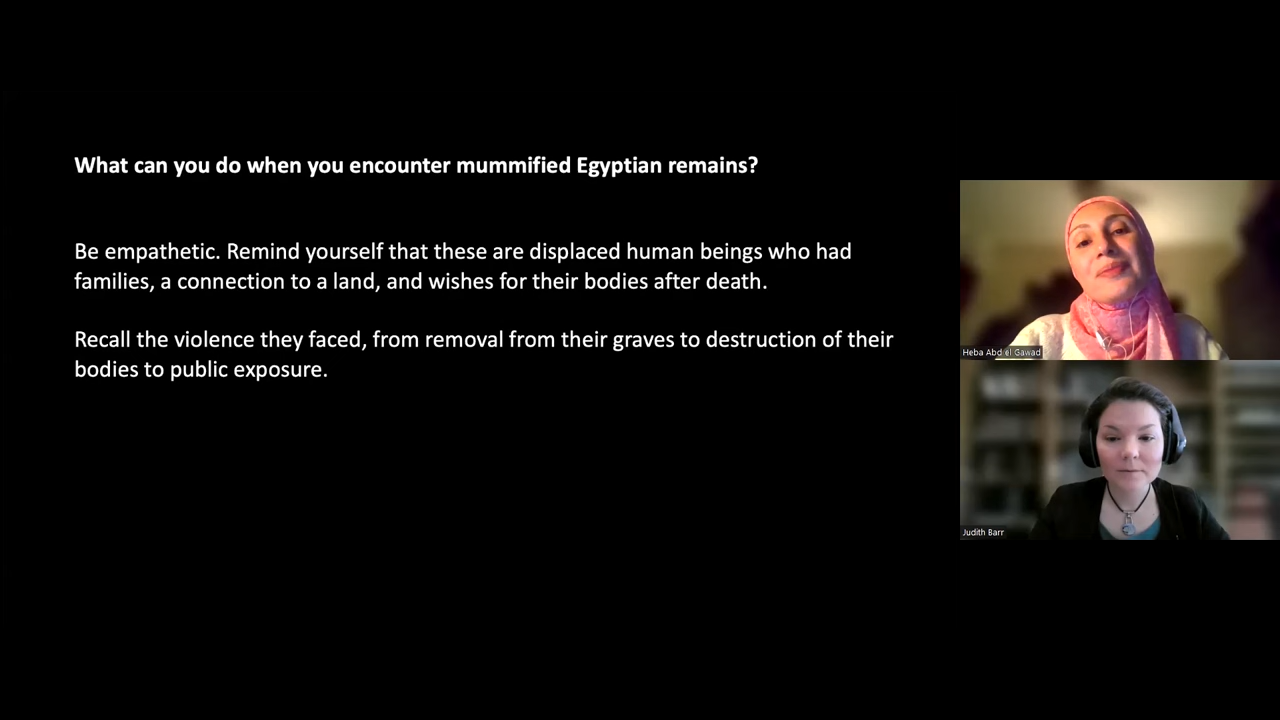 What can you do when you encounter mummified Egyptian remains?
Be empathetic. Remind yourself that these are displaced human beings who had
families, a connection to a land, and wishes for their bodies after death.
Recall the violence they faced, from removal from their graves to destruction of their
bodies to public exposure.
Heba Abd el Gawad
Judith Barr